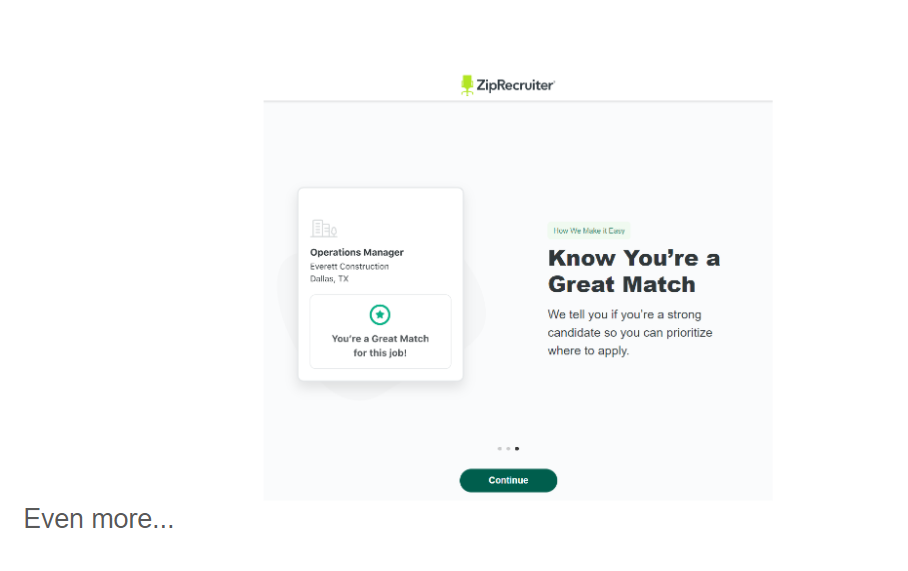 ZipRecruiter
Operations Manager
Everett Construction
Dallas, TX
You're a Great Match
for this job!
How We Make it Easy
Know You're a
Great Match
We tell you if you're a strong
candidate so you can prioritize
where to apply.
Continue
Even more...